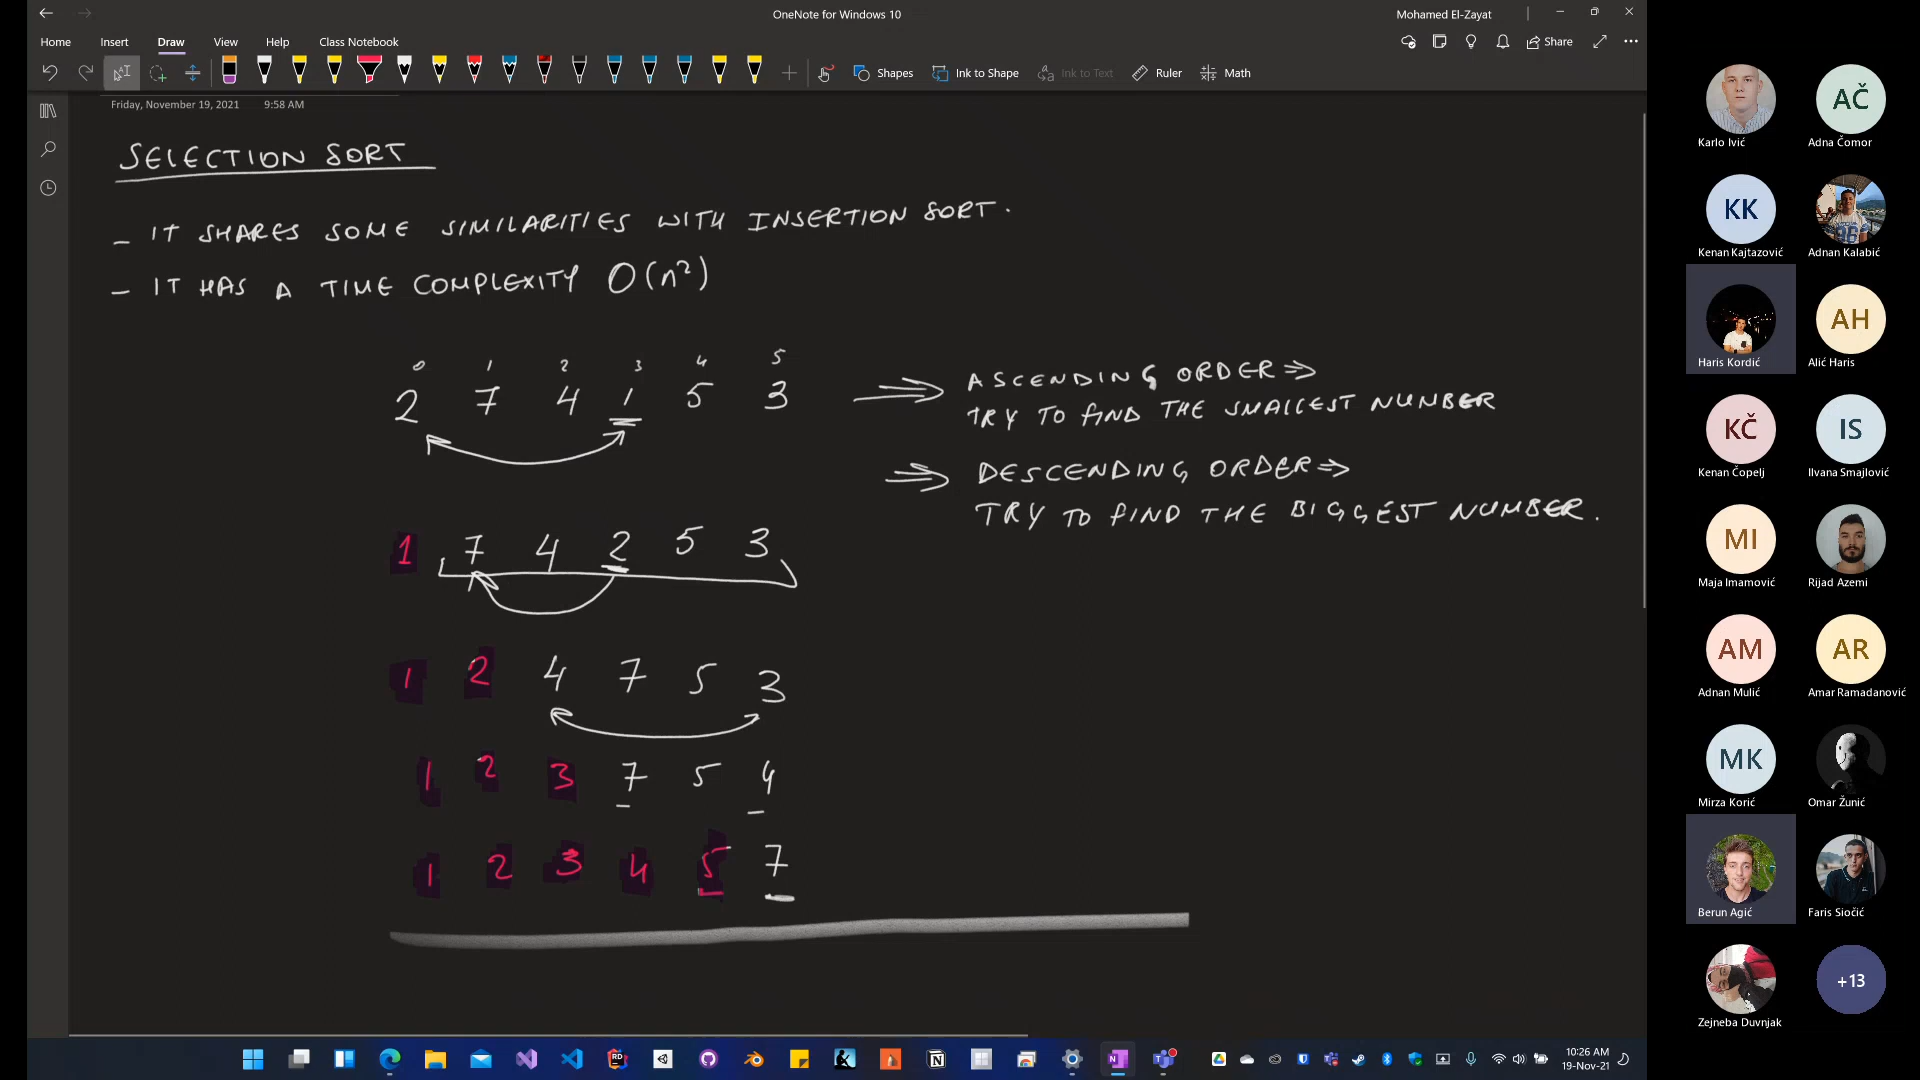 OneNote for Windows 10
Mohamed El-Zayat
Home Insert Draw View Help Class Notebook
Share
Shapes Ink to Shape Ink to Text Ruler Math
Friday, November 19, 2021 9:58 AM
SELECTION SORT
- IT SHARES SOME SIMILARITIES WITH INSERTION SORT.
- IT HAS A TIME COMPLEXITY O(n²)
0 1 2 3 4 5
2 7 4 1 5 3
ASCENDING ORDER ⇒
TRY TO FIND THE SMALLEST NUMBER
DESCENDING ORDER ⇒
TRY TO FIND THE BIGGEST NUMBER.
1 7 4 2 5 3
1 2 4 7 5 3
1 2 3 7 5 4
1 2 3 4 5 7
Karlo Ivić
AČ
Adna Čomor
KK
Kenan Kajtazović
Adnan Kalabić
Haris Kordić
AH
Alić Haris
KČ
Kenan Čopelj
IS
Ilvana Smajlović
MI
Maja Imamović
Rijad Azemi
AM
Adnan Mulić
AR
Amar Ramadanović
MK
Mirza Korić
Omar Žunić
Berun Agić
Faris Siočić
Zejneba Duvnjak
+13
10:26 AM
19-Nov-21